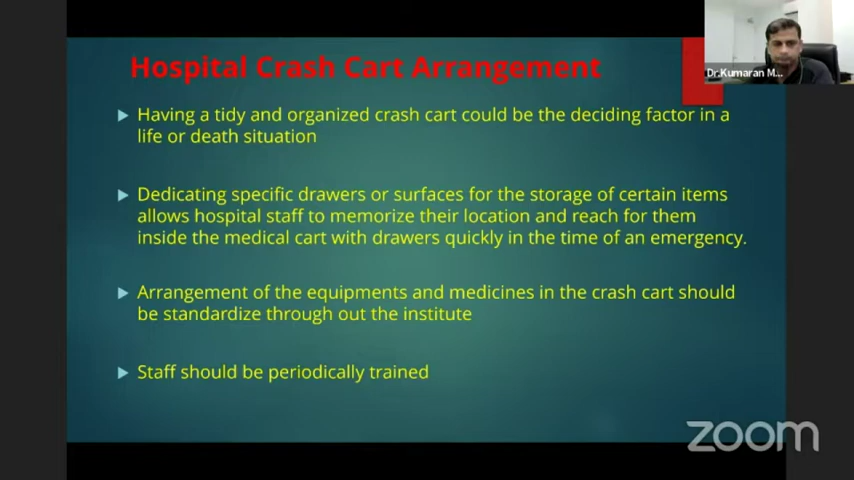 Hospital Crash Cart Arrangement
Dr.Kumaran M...
Having a tidy and organized crash cart could be the deciding factor in a
life or death situation
Dedicating specific drawers or surfaces for the storage of certain items
allows hospital staff to memorize their location and reach for them
inside the medical cart with drawers quickly in the time of an emergency.
Arrangement of the equipments and medicines in the crash cart should
be standardize through out the institute
Staff should be periodically trained
zoom